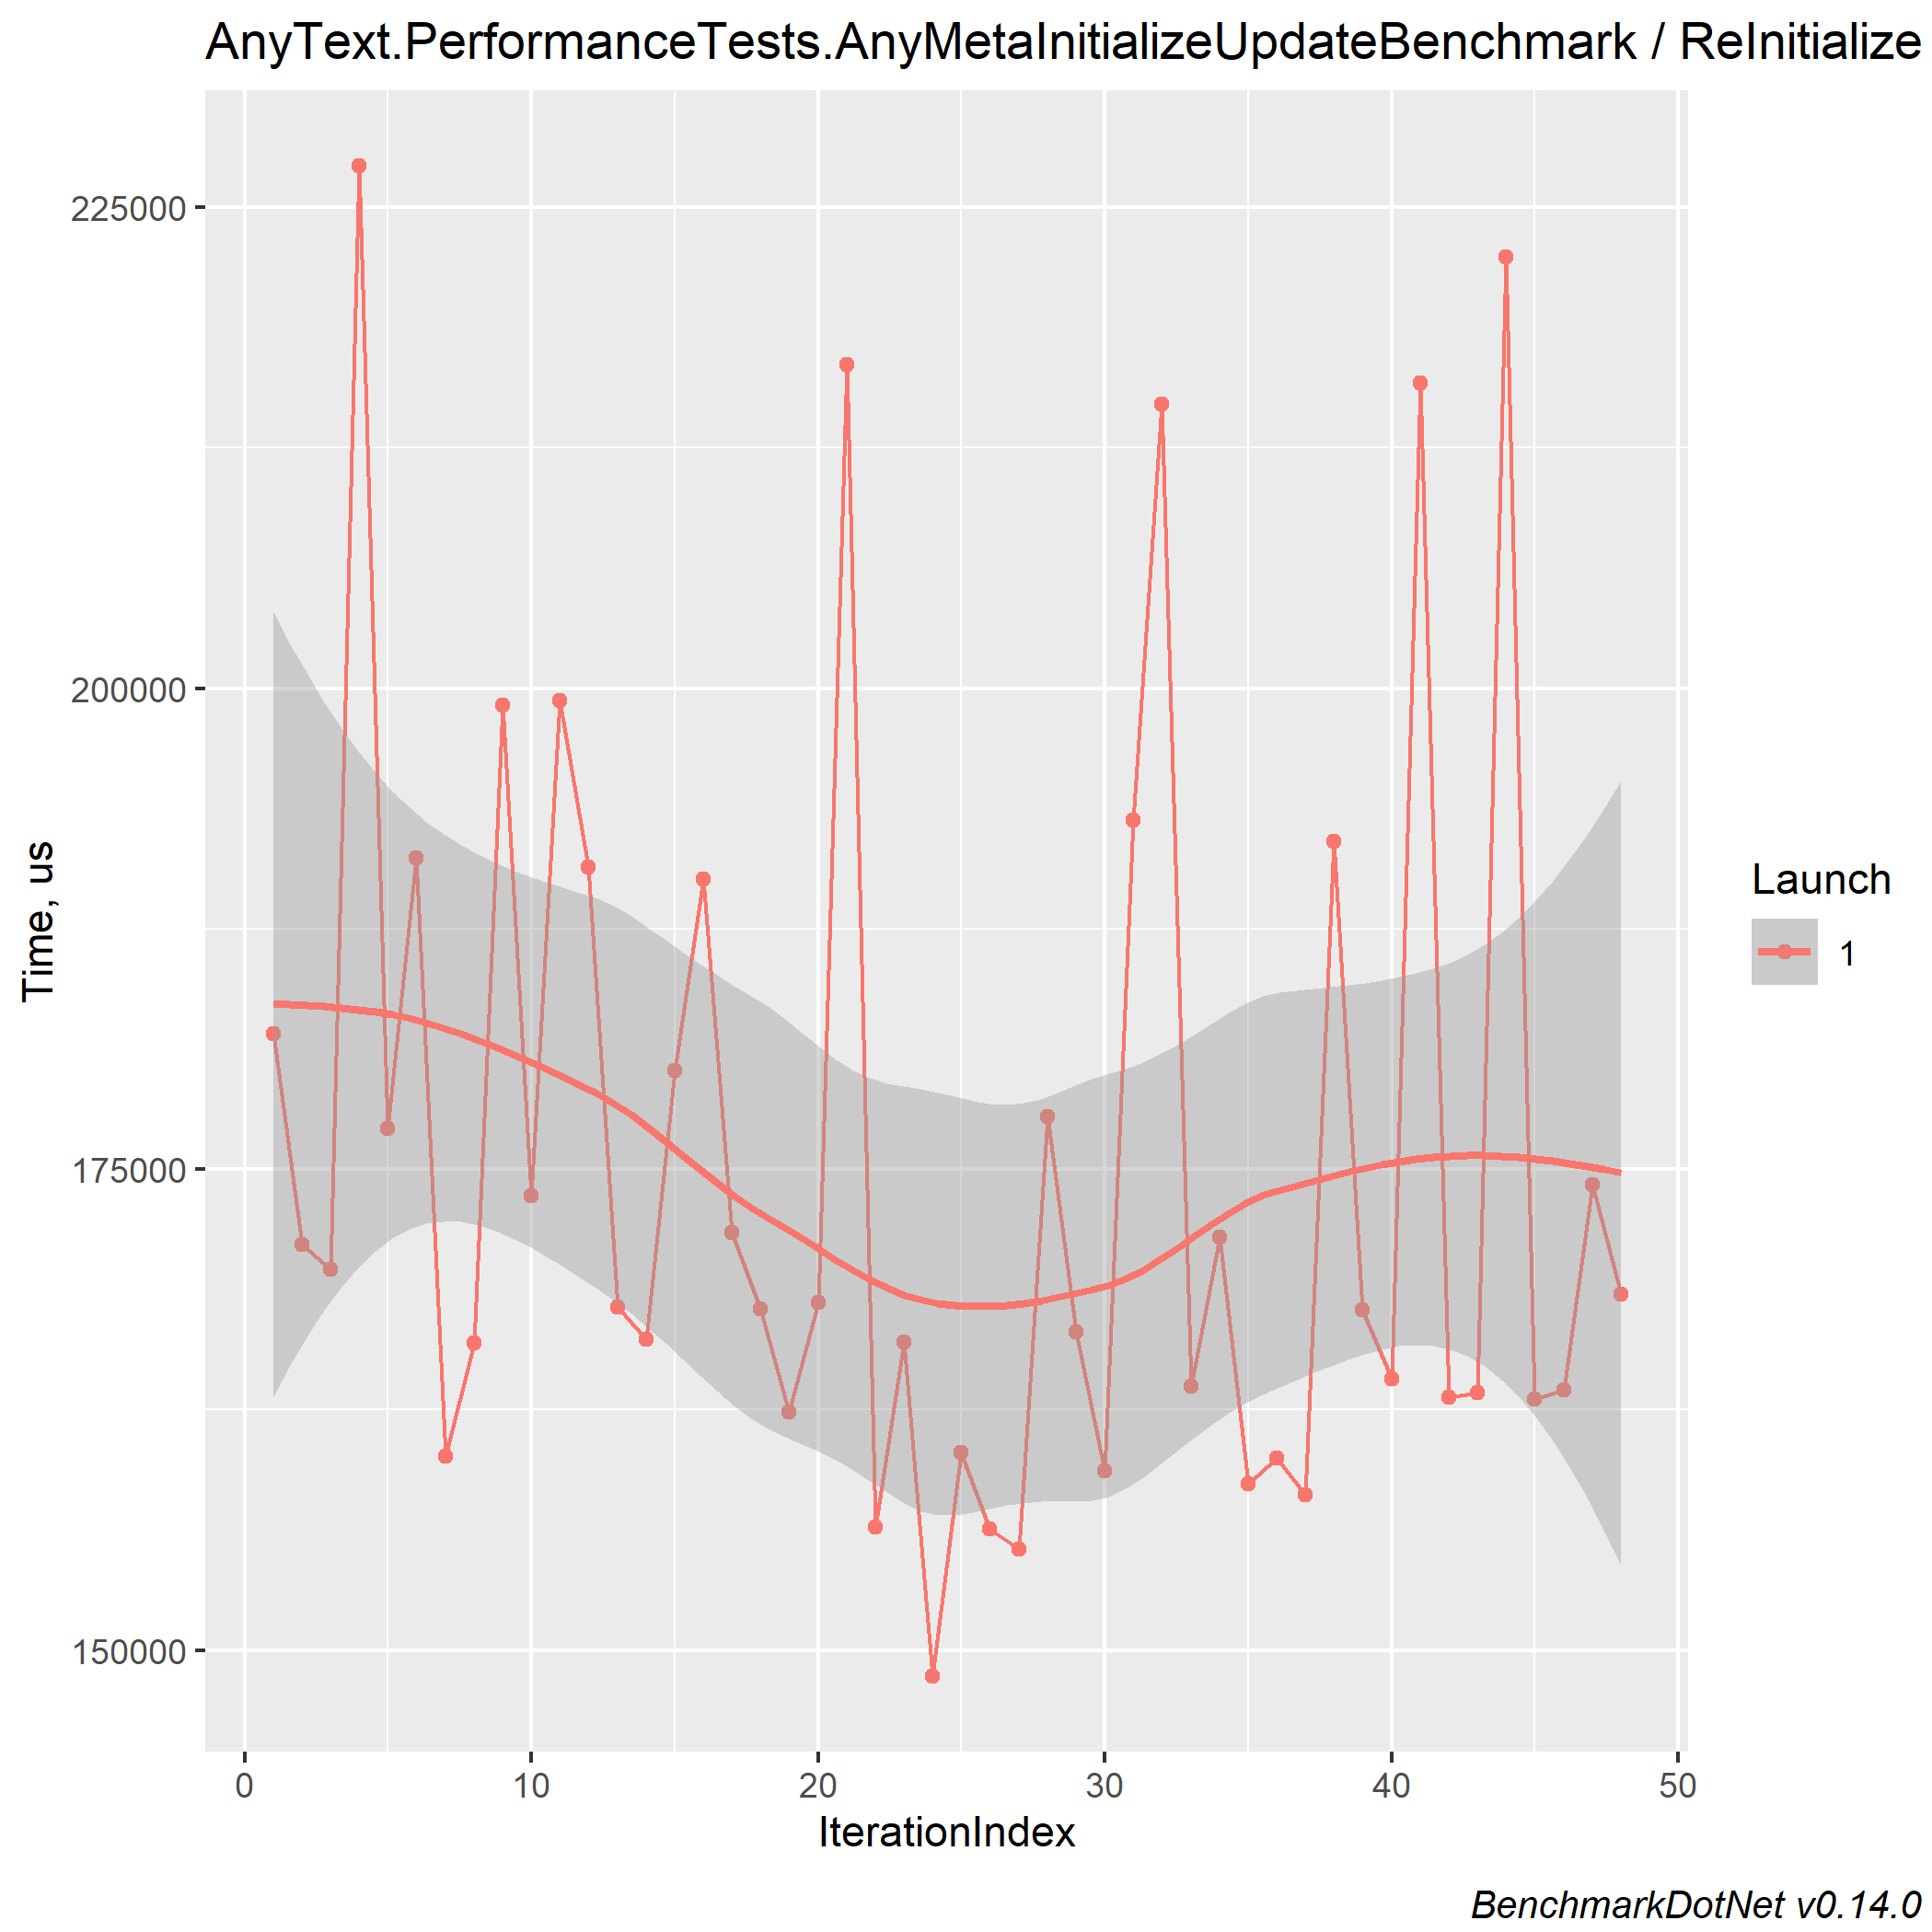 AnyText.PerformanceTests.AnyMetaInitializeUpdateBenchmark / ReInitialize
225000
200000
175000
150000
Time, us
0 10 20 30 40 50
IterationIndex
Launch
1
BenchmarkDotNet v0.14.0